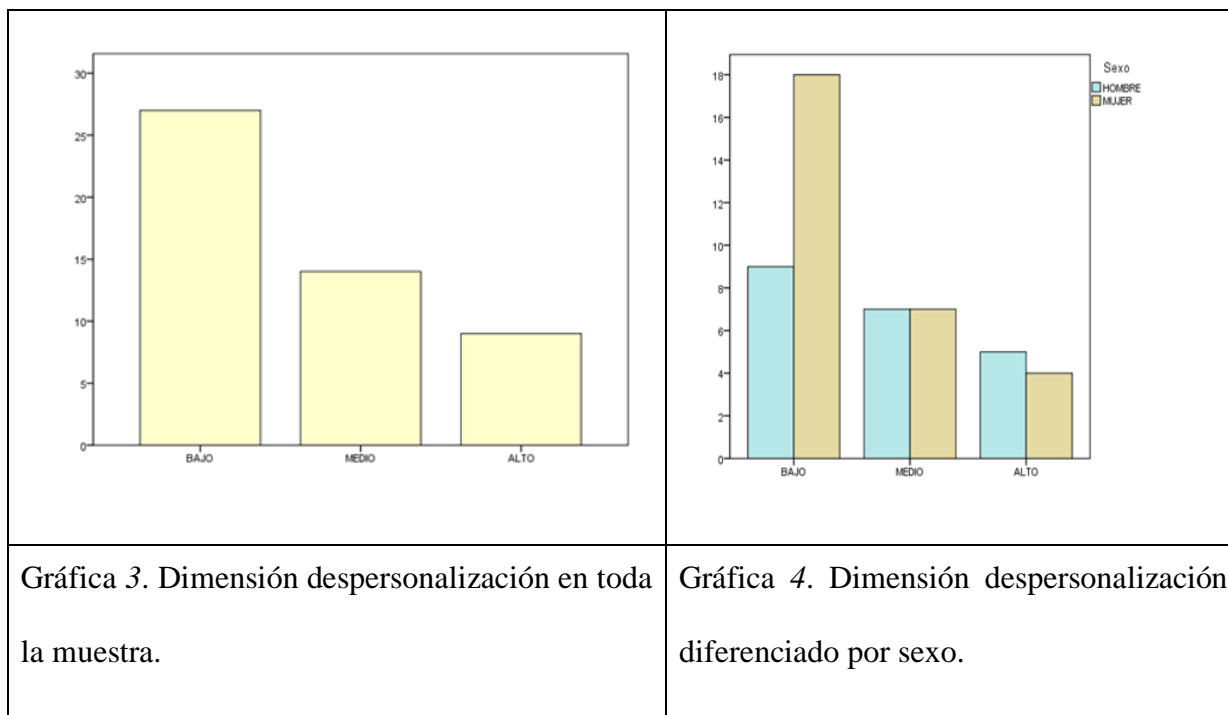 30
25
20
15
10
5
0
BAJO MEDIO ALTO
18
16
14
12
10
8
6
4
2
0
BAJO MEDIO ALTO
Sexo
HOMBRE
MUJER
Gráfica 3. Dimensión despersonalización en toda
la muestra.
Gráfica 4. Dimensión despersonalización
diferenciado por sexo.